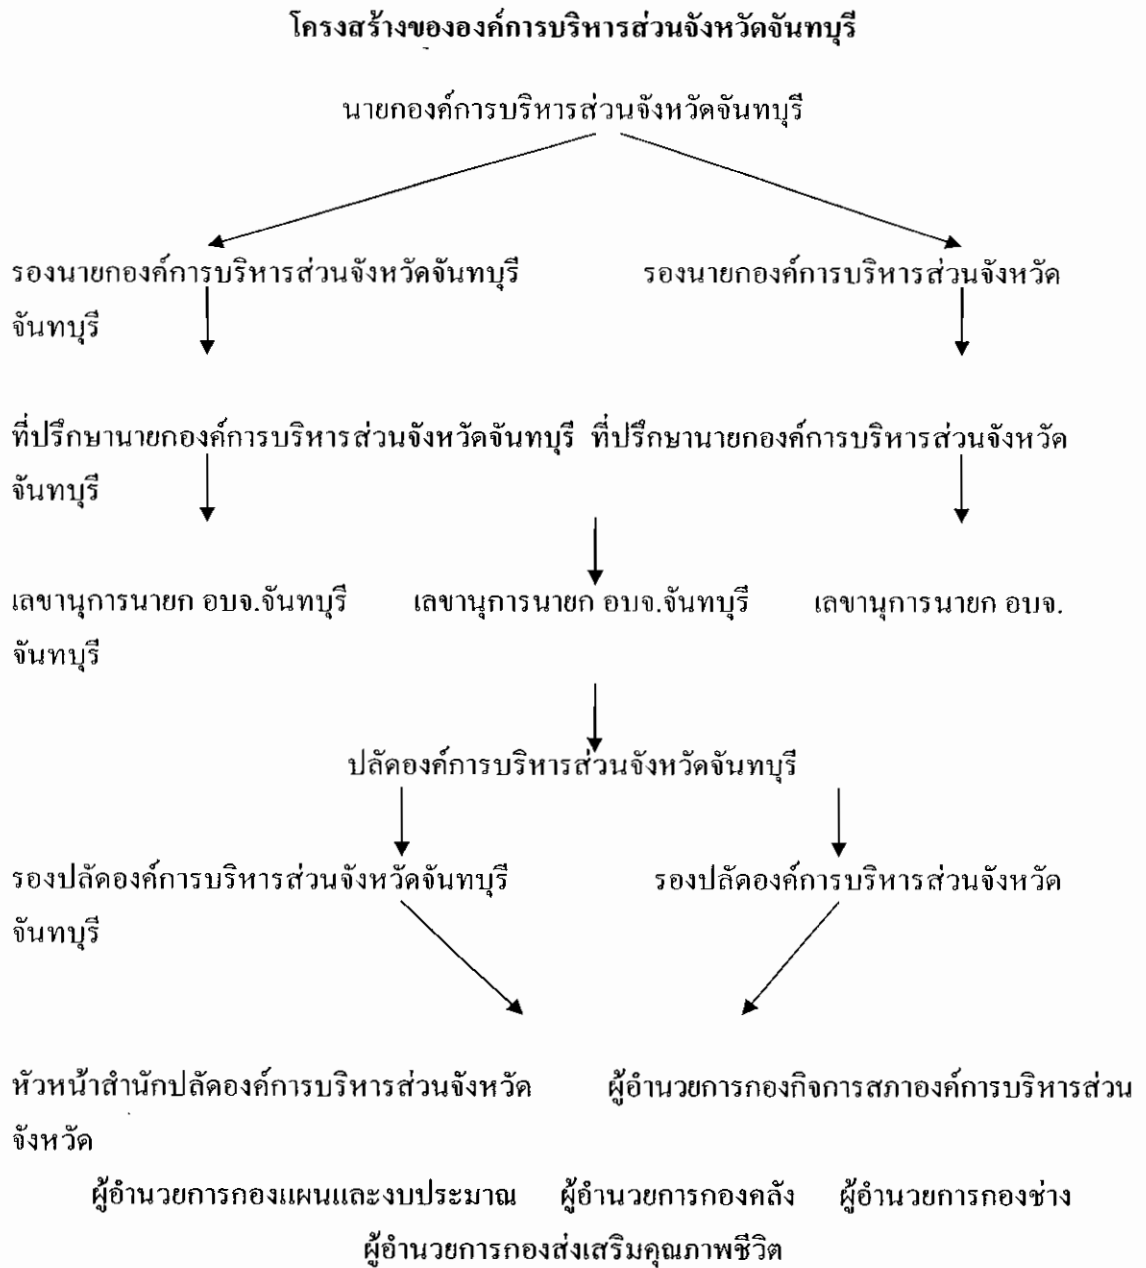 โครงสร้างขององค์การบริหารส่วนจังหวัดจันทบุรี
นายกองค์การบริหารส่วนจังหวัดจันทบุรี
รองนายกองค์การบริหารส่วนจังหวัดจันทบุรี รองนายกองค์การบริหารส่วนจังหวัด
จันทบุรี
ที่ปรึกษานายกองค์การบริหารส่วนจังหวัดจันทบุรี ที่ปรึกษานายกองค์การบริหารส่วนจังหวัด
จันทบุรี
เลขานุการนายก อบจ.จันทบุรี เลขานุการนายก อบจ.จันทบุรี เลขานุการนายก อบจ.
จันทบุรี
ปลัดองค์การบริหารส่วนจังหวัดจันทบุรี
รองปลัดองค์การบริหารส่วนจังหวัดจันทบุรี รองปลัดองค์การบริหารส่วนจังหวัด
จันทบุรี
หัวหน้าสำนักปลัดองค์การบริหารส่วนจังหวัด ผู้อำนวยการกองกิจการสภาองค์การบริหารส่วน
จังหวัด
ผู้อำนวยการกองแผนและงบประมาณ ผู้อำนวยการกองคลัง ผู้อำนวยการกองช่าง
ผู้อำนวยการกองส่งเสริมคุณภาพชีวิต